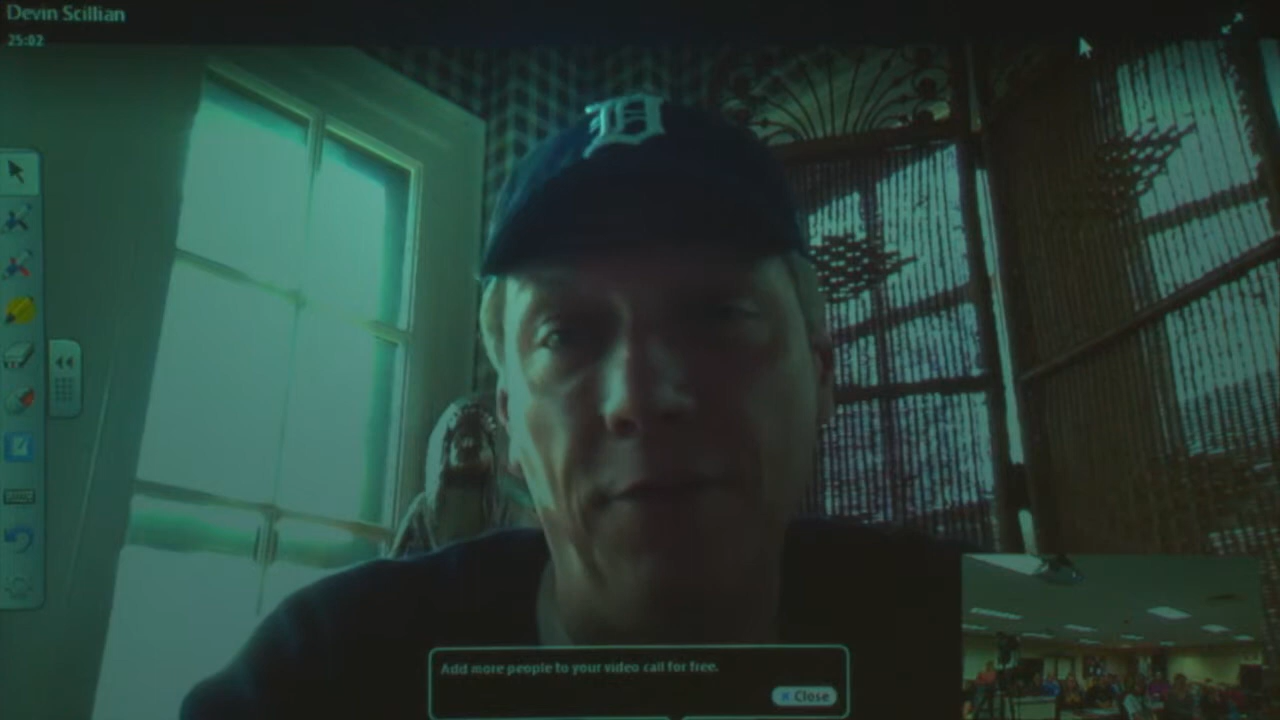 Devin Scillian
25:02
D
Add more people to your video call for free.
× Close